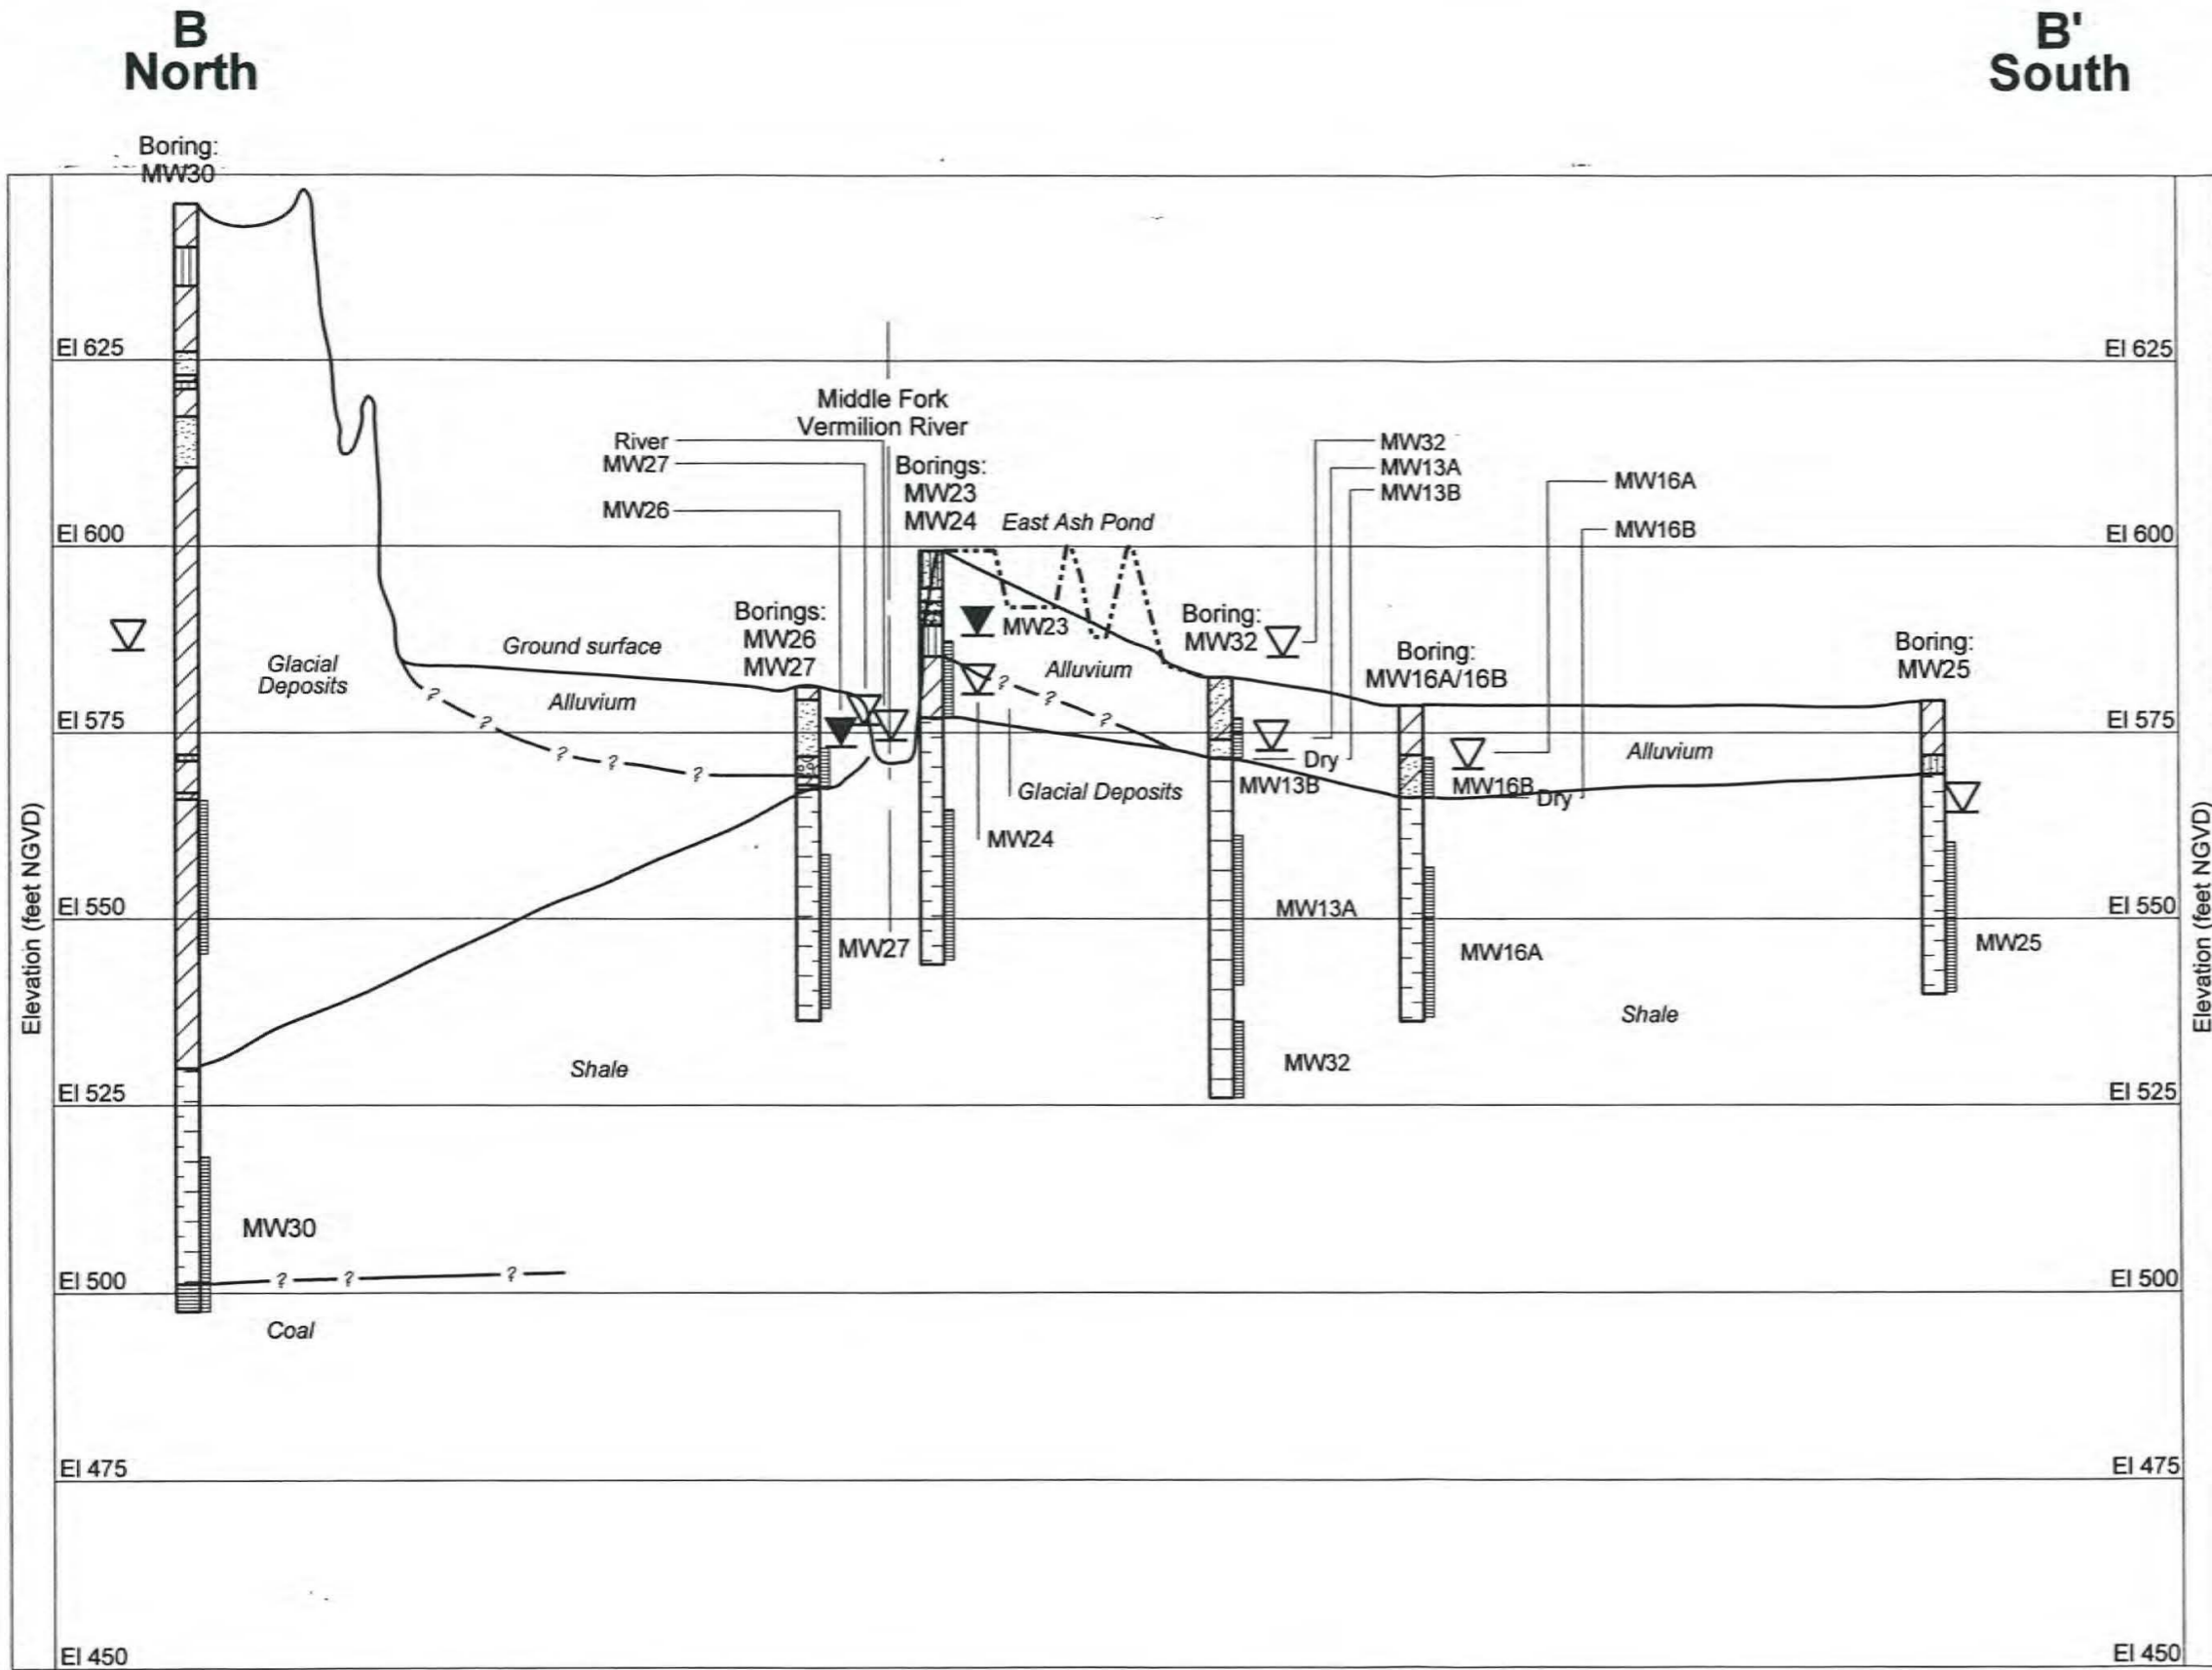 B
North
B'
South
Boring:
MW30
El 625
El 625
Middle Fork
Vermilion River
River
MW27
MW26
Borings:
MW23
MW24
East Ash Pond
MW32
MW13A
MW13B
MW16A
MW16B
El 600
El 600
Borings:
MW26
MW27
MW23
Boring:
MW32
Boring:
MW16A/16B
Boring:
MW25
Ground surface
Glacial
Deposits
Alluvium
?
?
?
?
?
Alluvium
?
?
?
El 575
El 575
Alluvium
Dry
MW13B
MW16B
Dry
Glacial Deposits
MW24
Elevation (feet NGVD)
Elevation (feet NGVD)
El 550
El 550
MW27
MW13A
MW16A
MW25
Shale
Shale
MW32
El 525
El 525
MW30
?
?
?
El 500
El 500
Coal
El 475
El 475
El 450
El 450